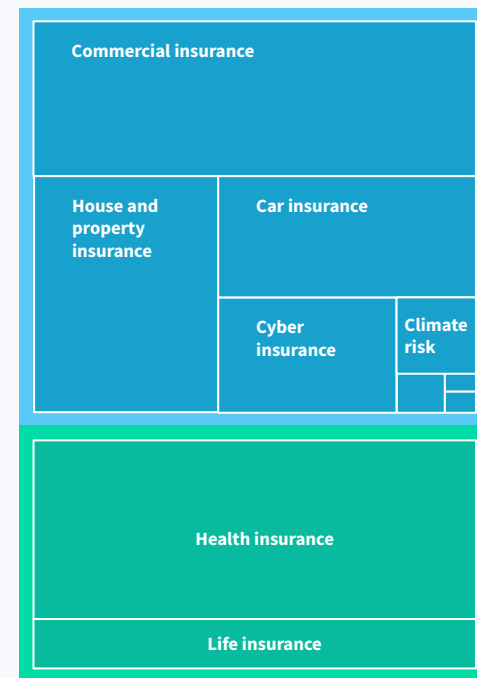 Commercial insurance
House and
property
insurance
Car insurance
Cyber
insurance
Climate
risk
Health insurance
Life insurance